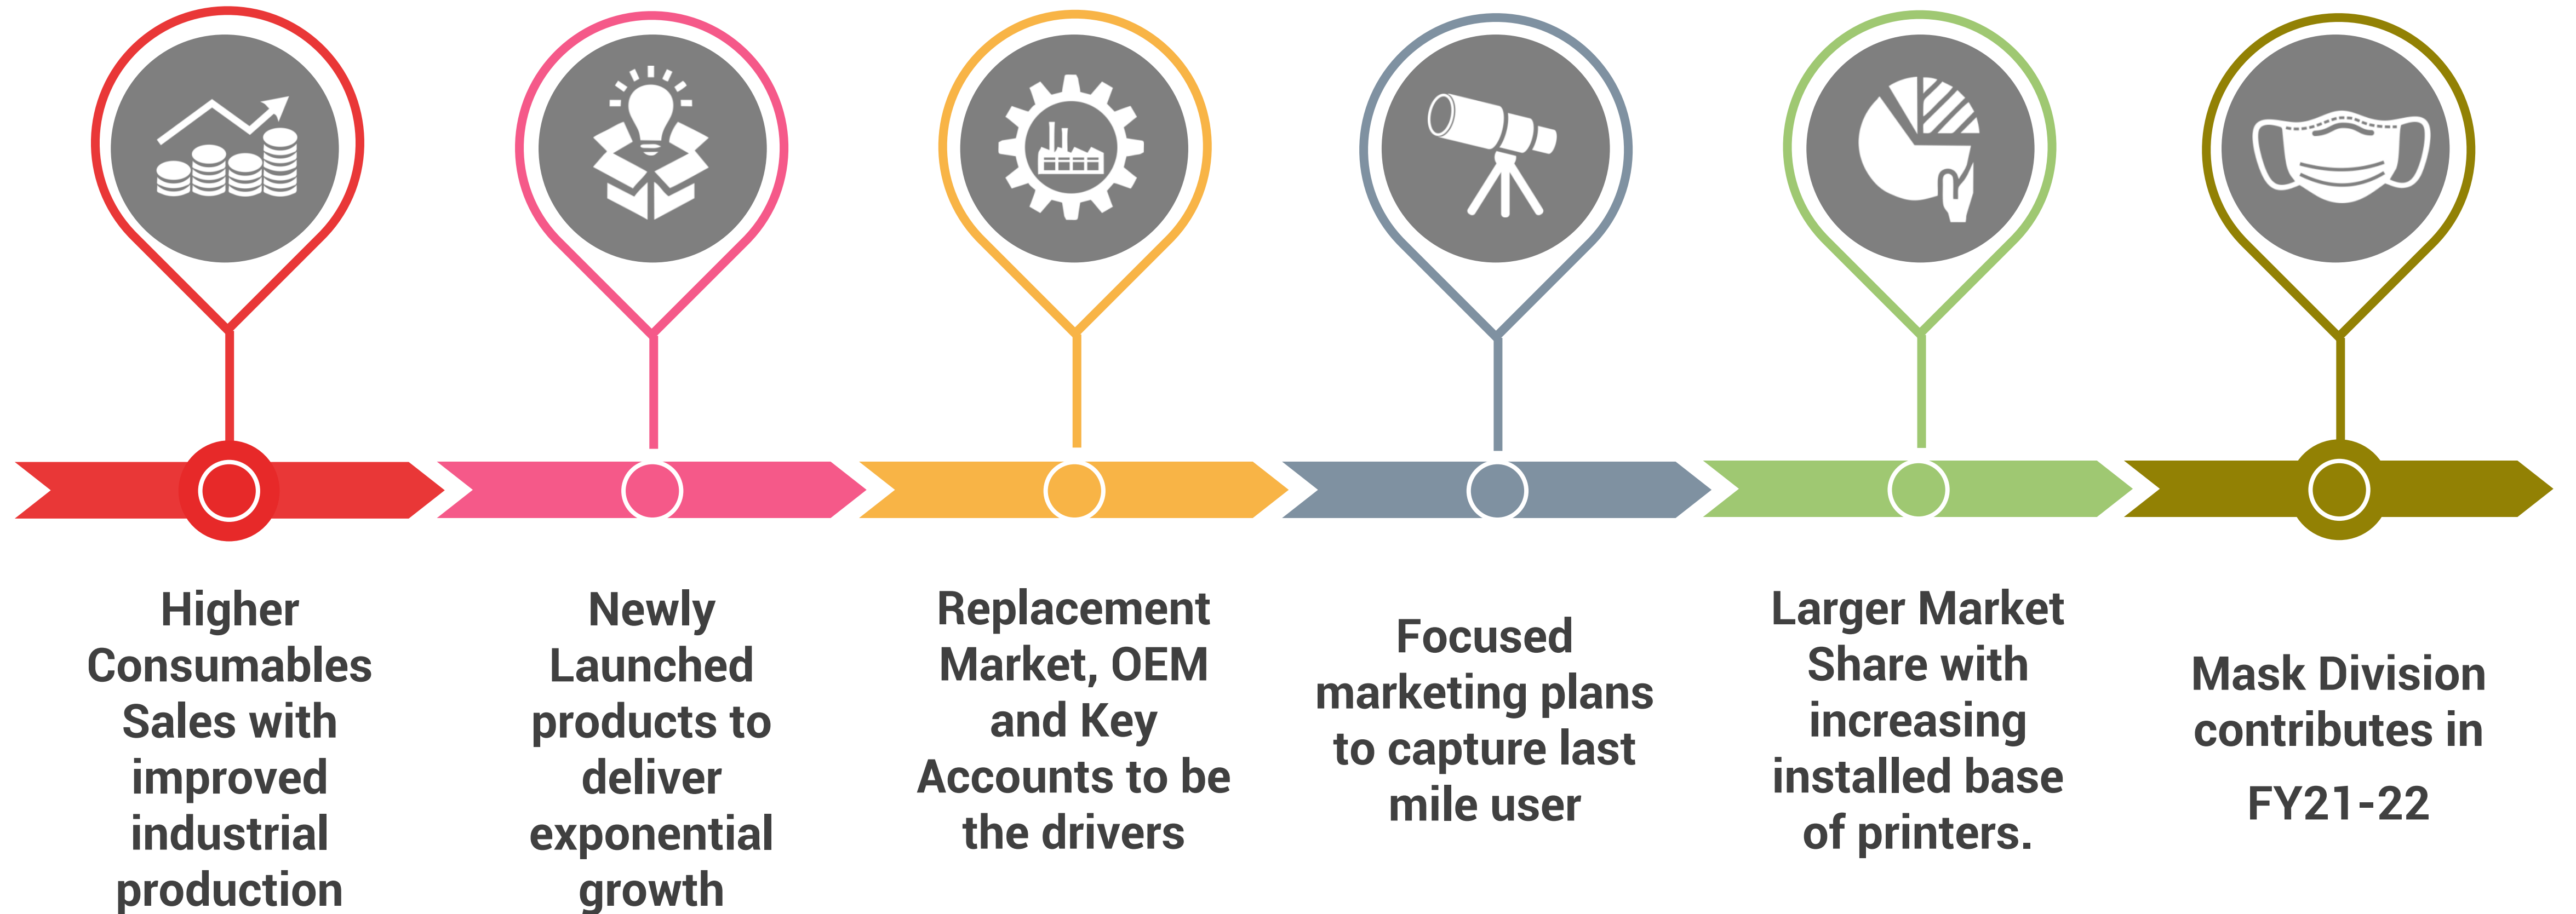 Higher
Consumables
Sales with
improved
industrial
production
Newly
Launched
products to
deliver
exponential
growth
Replacement
Market, OEM
and Key
Accounts to be
the drivers
Focused
marketing plans
to capture last
mile user
Larger Market
Share with
increasing
installed base
of printers.
Mask Division
contributes in
FY21-22